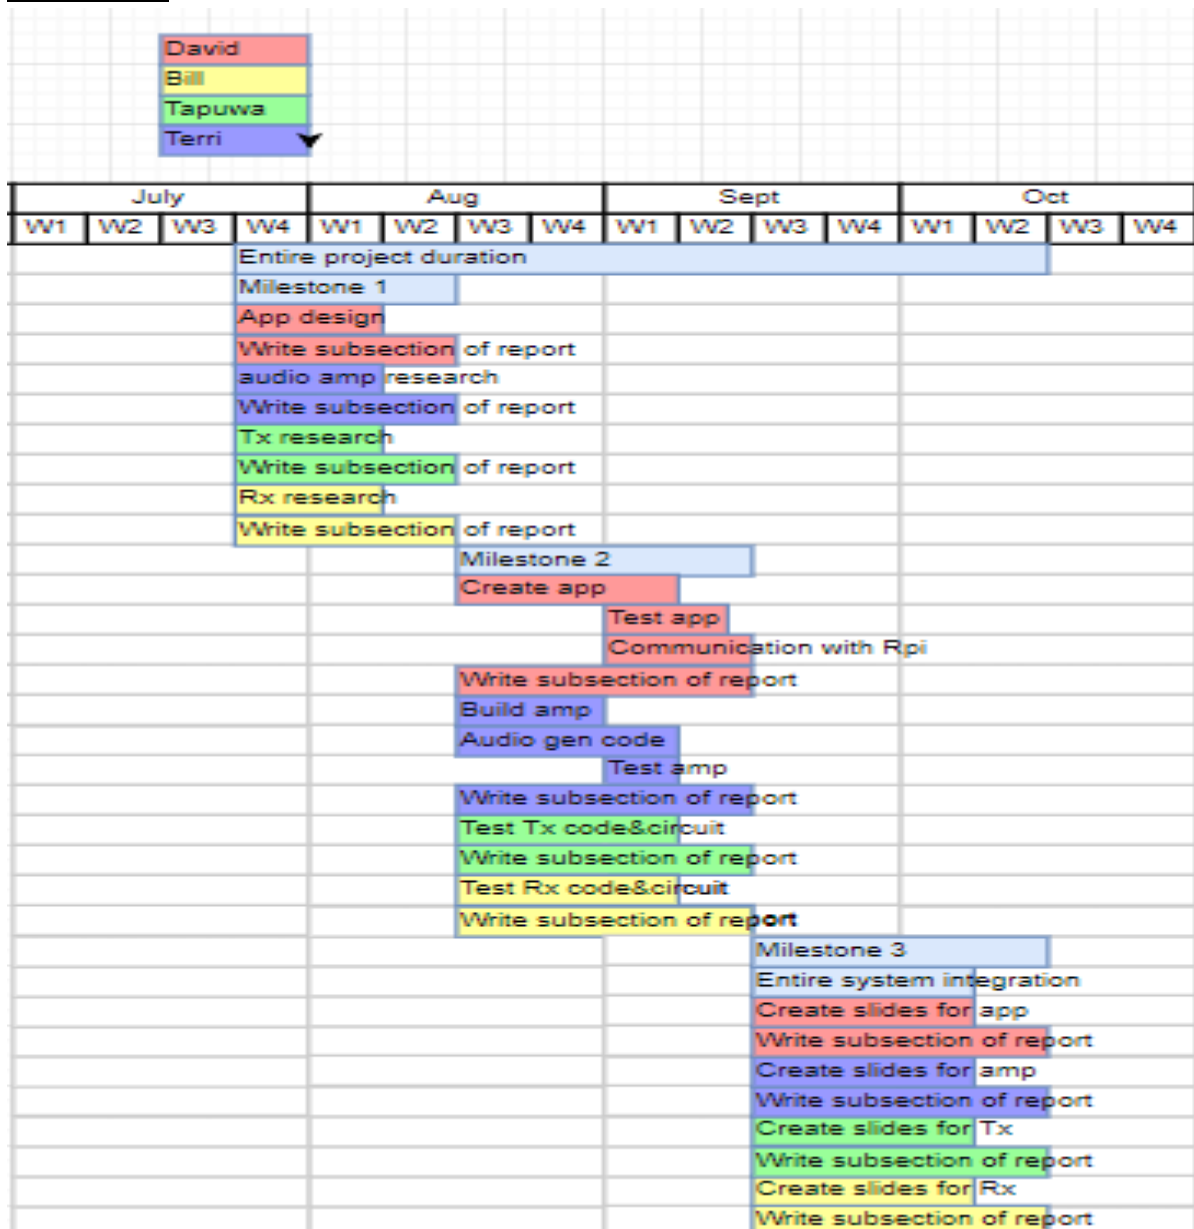 David
Bill
Tapuwa
Terri
July Aug Sept Oct
W1 W2 W3 W4 W1 W2 W3 W4 W1 W2 W3 W4 W1 W2 W3 W4
Entire project duration
Milestone 1
App design
Write subsection of report
audio amp research
Write subsection of report
Tx research
Write subsection of report
Rx research
Write subsection of report
Milestone 2
Create app
Test app
Communication with Rpi
Write subsection of report
Build amp
Audio gen code
Test amp
Write subsection of report
Test Tx code&circuit
Write subsection of report
Test Rx code&circuit
Write subsection of report
Milestone 3
Entire system integration
Create slides for app
Write subsection of report
Create slides for amp
Write subsection of report
Create slides for Tx
Write subsection of report
Create slides for Rx
Write subsection of report